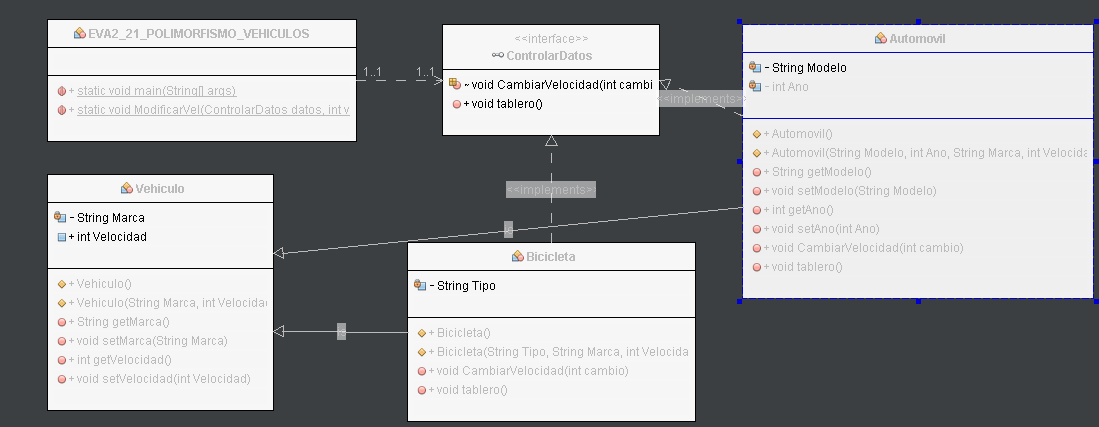 EVA2_21_POLIMORFISMO_VEHICULOS
+ static void main(String[] args)
+ static void ModificarVel(ControlarDatos datos, int v
1..1
1..1
<<interface>>
ControlarDatos
~ void CambiarVelocidad(int cambi
+ void tablero()
<<implements>>
Automovil
- String Modelo
- int Ano
+ Automovil()
+ Automovil(String Modelo, int Ano, String Marca, int Velocida
+ String getModelo()
+ void setModelo(String Modelo)
+ int getAno()
+ void setAno(int Ano)
+ void CambiarVelocidad(int cambio)
+ void tablero()
<<implements>>
Vehiculo
- String Marca
+ int Velocidad
+ Vehiculo()
+ Vehiculo(String Marca, int Velocidad
+ String getMarca()
+ void setMarca(String Marca)
+ int getVelocidad()
+ void setVelocidad(int Velocidad)
Bicicleta
- String Tipo
+ Bicicleta()
+ Bicicleta(String Tipo, String Marca, int Velocida
+ void CambiarVelocidad(int cambio)
+ void tablero()